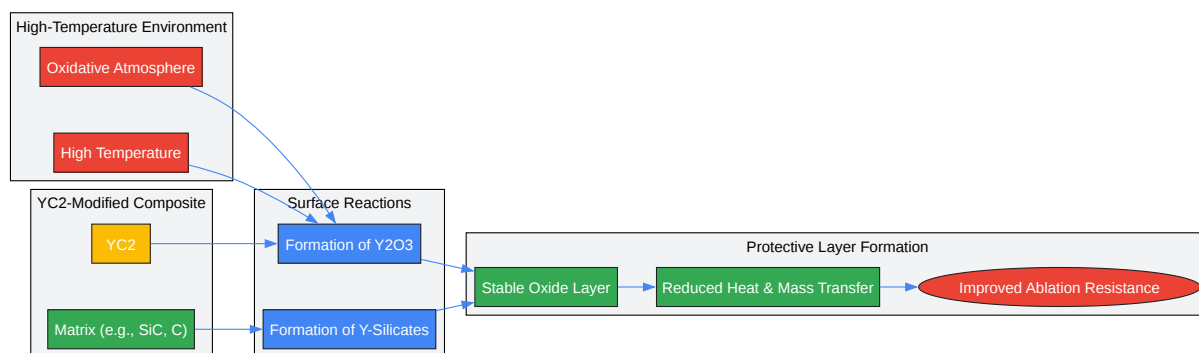 High-Temperature Environment
Oxidative Atmosphere
High Temperature
YC2-Modified Composite
YC2
Matrix (e.g., SiC, C)
Surface Reactions
Formation of Y2O3
Formation of Y-Silicates
Protective Layer Formation
Stable Oxide Layer
Reduced Heat & Mass Transfer
Improved Ablation Resistance